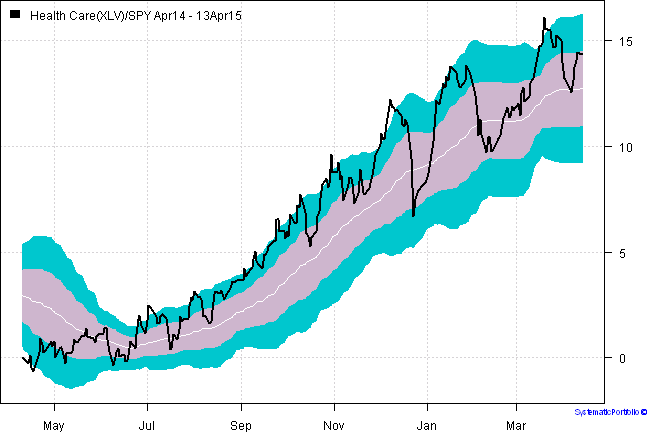 Health Care(XLV)/SPY Apr14 - 13Apr15
15
10
5
0
May Jul Sep Nov Jan Mar
SystematicPortfolio ©